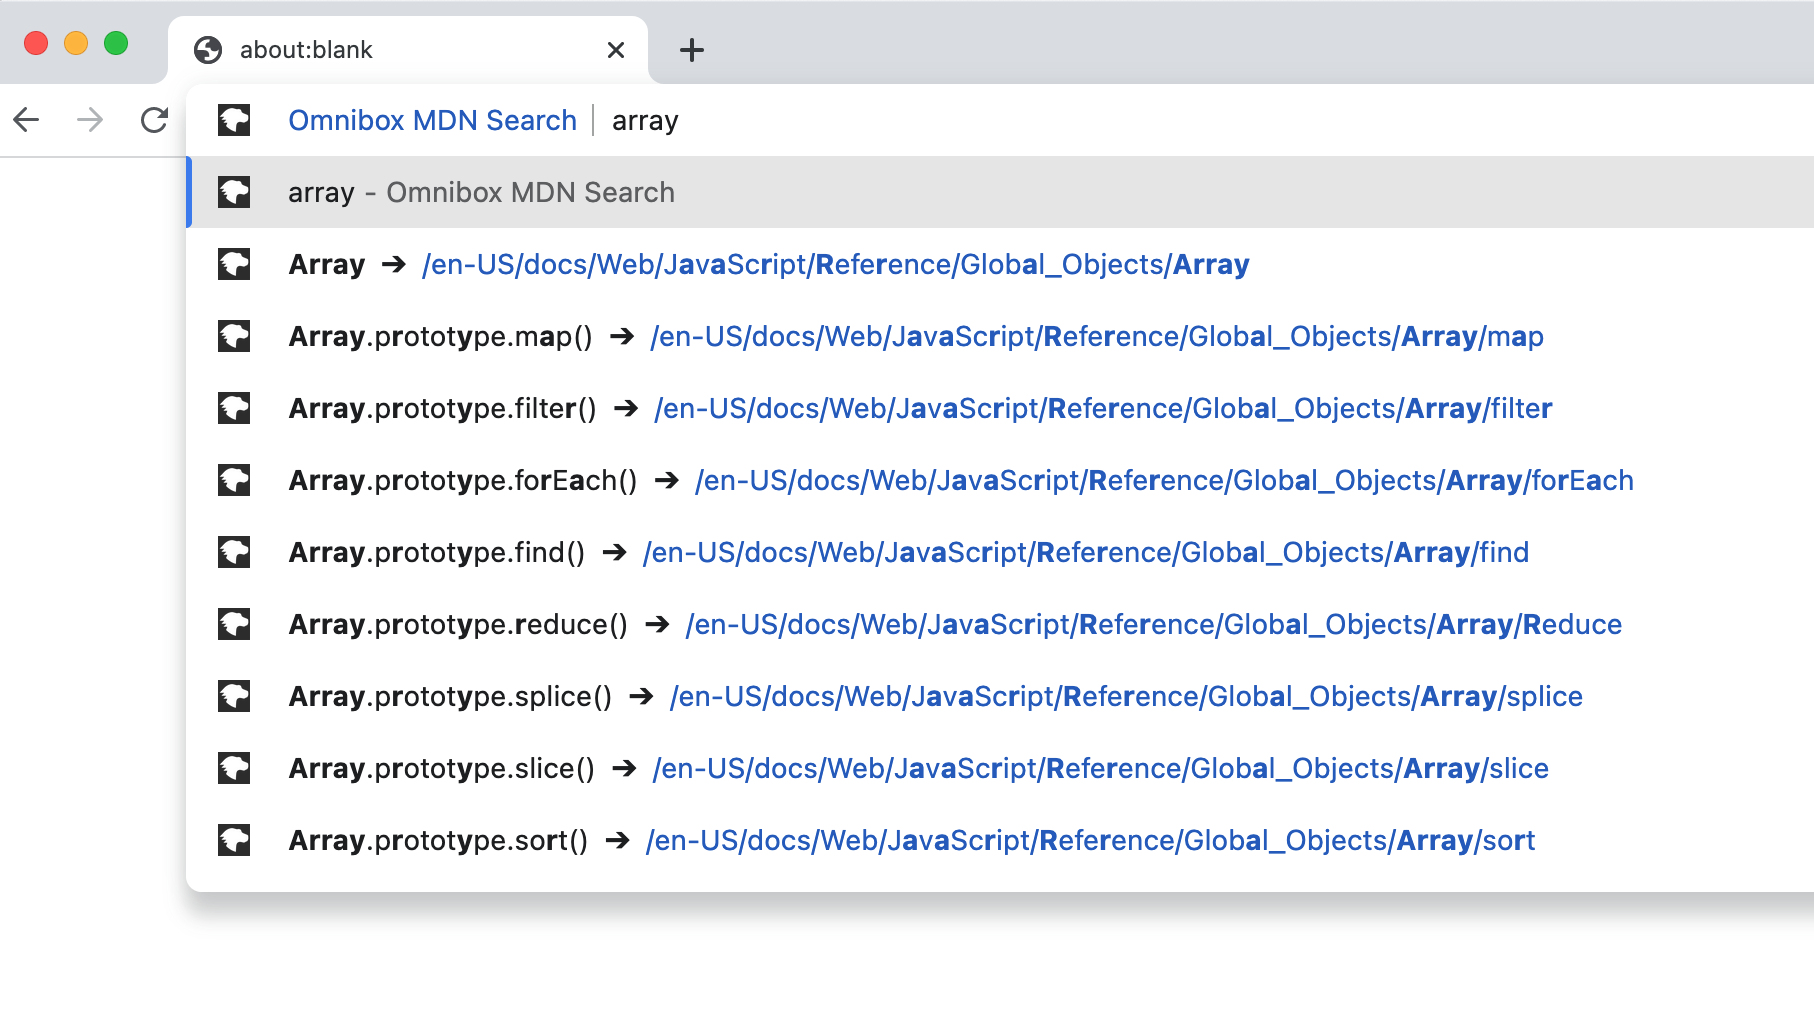 about:blank
Omnibox MDN Search | array
array - Omnibox MDN Search
Array ➔ /en-US/docs/Web/JavaScript/Reference/Global_Objects/Array
Array.prototype.map() ➔ /en-US/docs/Web/JavaScript/Reference/Global_Objects/Array/map
Array.prototype.filter() ➔ /en-US/docs/Web/JavaScript/Reference/Global_Objects/Array/filter
Array.prototype.forEach() ➔ /en-US/docs/Web/JavaScript/Reference/Global_Objects/Array/forEach
Array.prototype.find() ➔ /en-US/docs/Web/JavaScript/Reference/Global_Objects/Array/find
Array.prototype.reduce() ➔ /en-US/docs/Web/JavaScript/Reference/Global_Objects/Array/Reduce
Array.prototype.splice() ➔ /en-US/docs/Web/JavaScript/Reference/Global_Objects/Array/splice
Array.prototype.slice() ➔ /en-US/docs/Web/JavaScript/Reference/Global_Objects/Array/slice
Array.prototype.sort() ➔ /en-US/docs/Web/JavaScript/Reference/Global_Objects/Array/sort